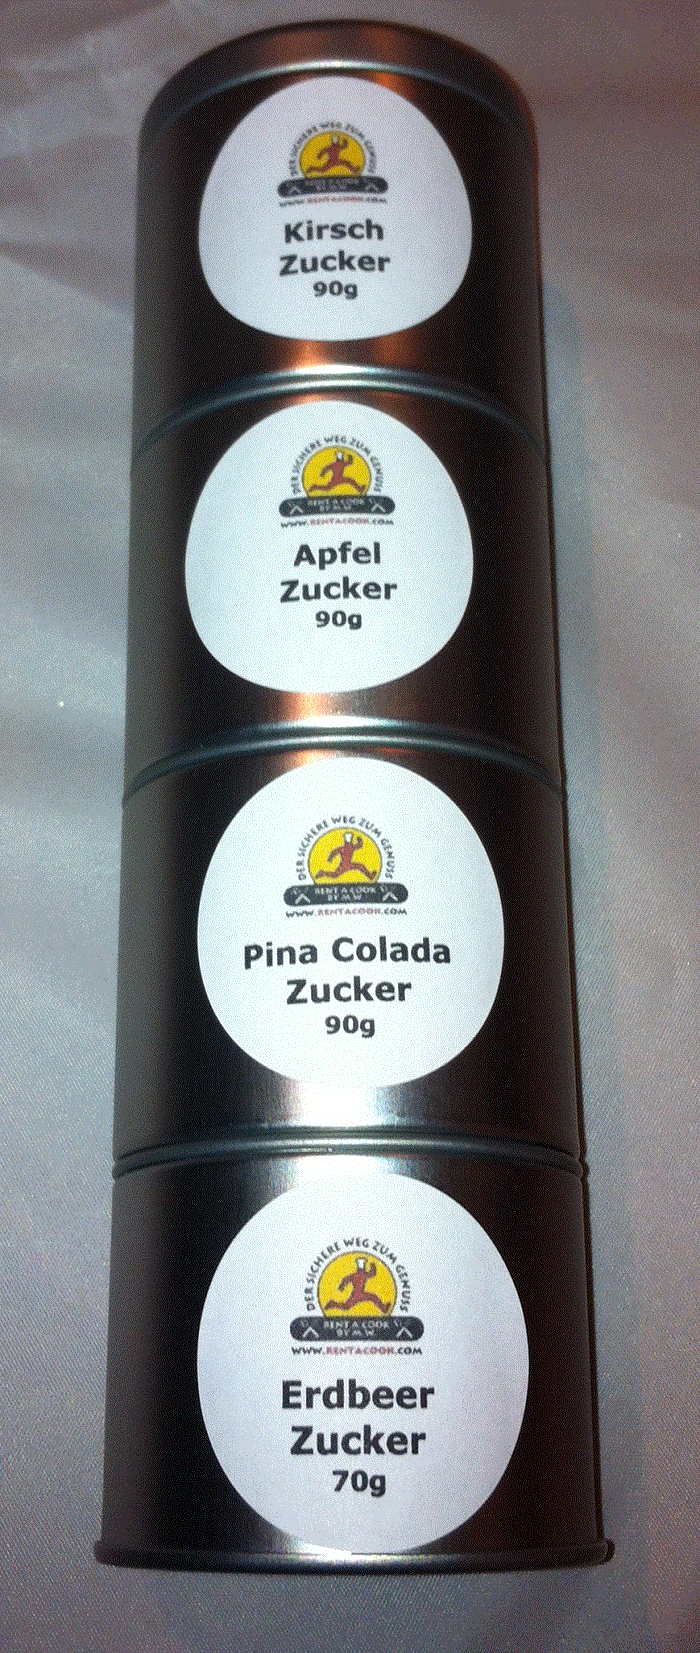 DER SICHERE WEG ZUM GENUSS
RENT A COOK
BY M.W.
WWW.RENTACOOK.COM
Kirsch
Zucker
90g
DER SICHERE WEG ZUM GENUSS
RENT A COOK
BY M.W.
WWW.RENTACOOK.COM
Apfel
Zucker
90g
DER SICHERE WEG ZUM GENUSS
RENT A COOK
BY M.W.
WWW.RENTACOOK.COM
Pina Colada
Zucker
90g
DER SICHERE WEG ZUM GENUSS
RENT A COOK
BY M.W.
WWW.RENTACOOK.COM
Erdbeer
Zucker
70g